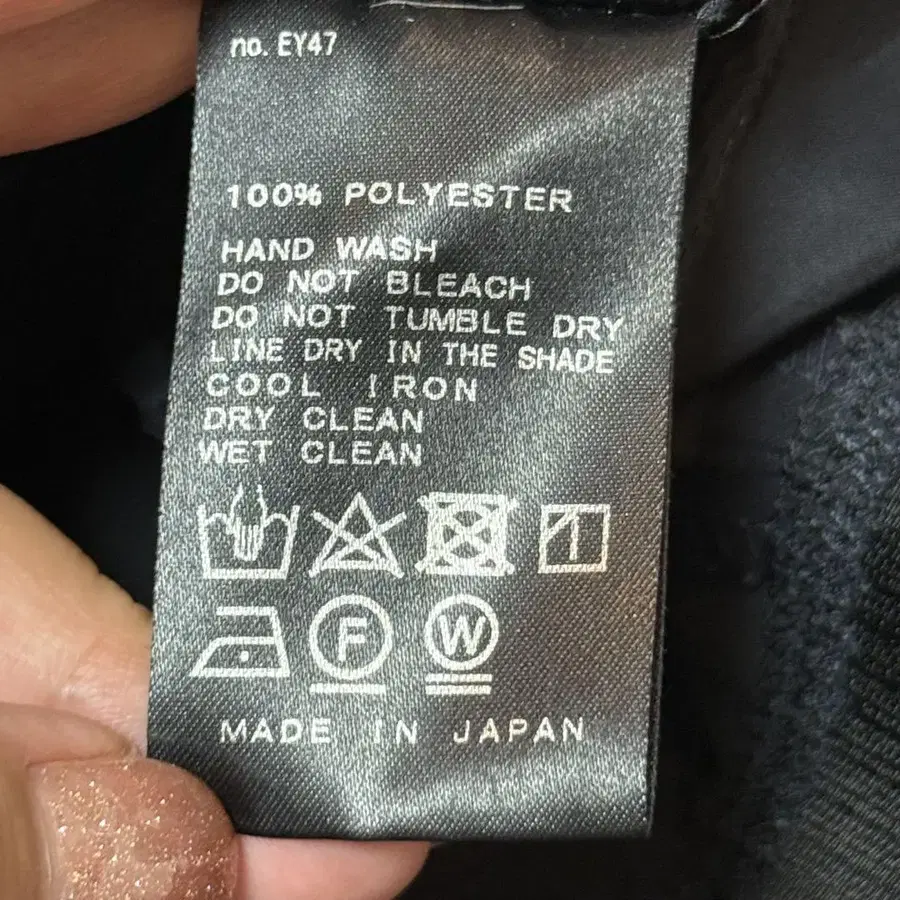 no. EY47
100% POLYESTER
HAND WASH
DO NOT BLEACH
DO NOT TUMBLE DRY
LINE DRY IN THE SHADE
COOL IRON
DRY CLEAN
WET CLEAN
F W
MADE IN JAPAN